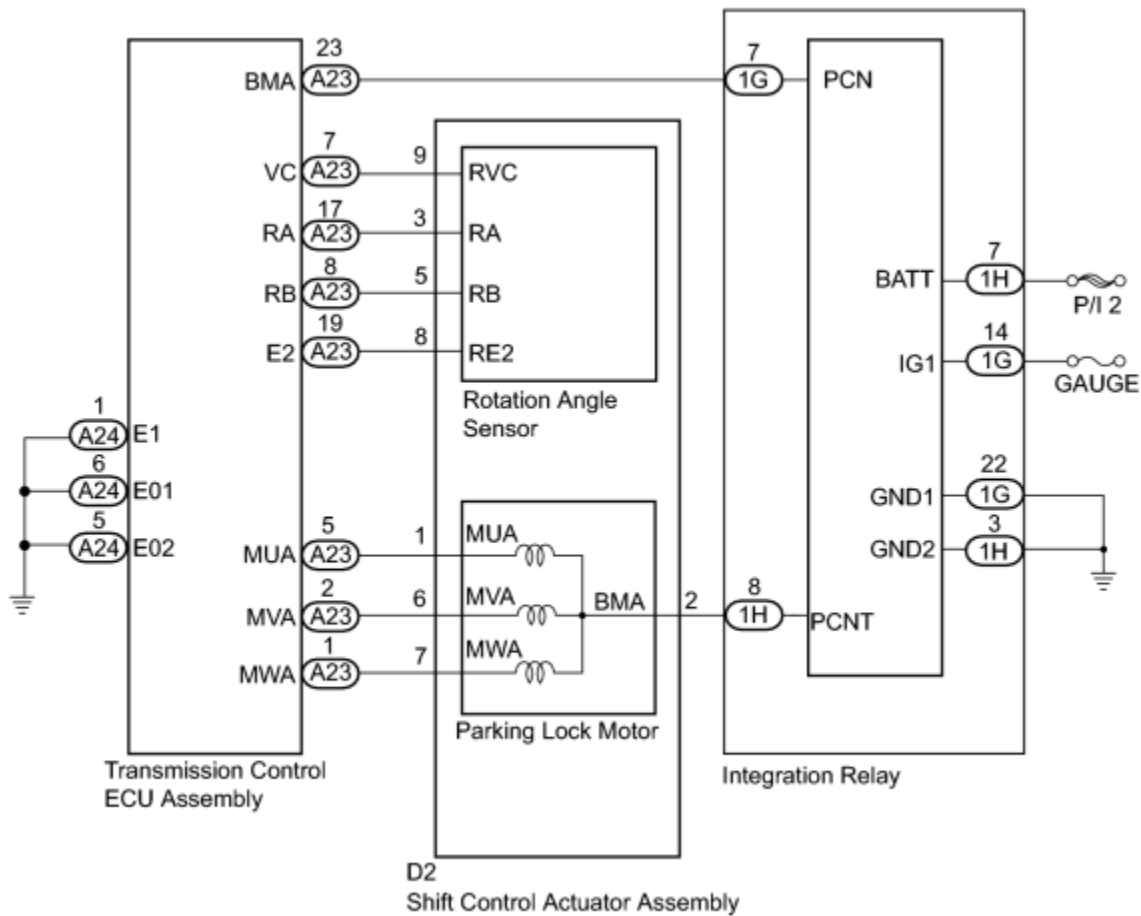 23
BMA A23
7
1G PCN
7
VC A23
9
RVC
17
RA A23
3
RA
8
RB A23
5
RB
19
E2 A23
8
RE2
Rotation Angle
Sensor
7
BATT 1H
P/I 2
14
IG1 1G
GAUGE
22
GND1 1G
3
GND2 1H
1
A24 E1
6
A24 E01
5
A24 E02
5
MUA A23
1
MUA
2
MVA A23
6
MVA
1
MWA A23
7
MWA
BMA 2
8
1H PCNT
Parking Lock Motor
Transmission Control
ECU Assembly
Integration Relay
D2
Shift Control Actuator Assembly